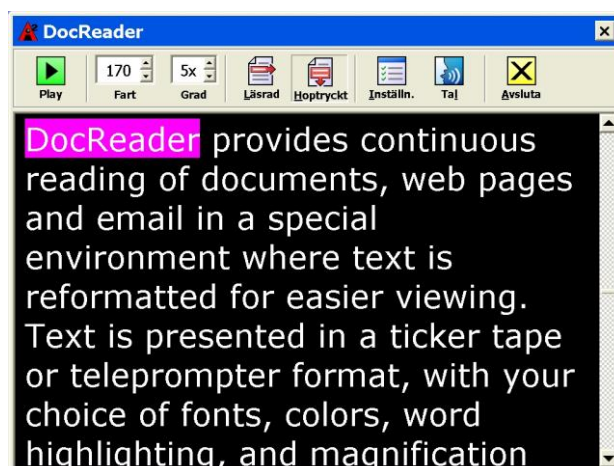 DocReader
170 5x
Play Fart Grad Läsrad Hoptryckt Inställn. Tal Avsluta
DocReader provides continuous
reading of documents, web pages
and email in a special
environment where text is
reformatted for easier viewing.
Text is presented in a ticker tape
or teleprompter format, with your
choice of fonts, colors, word
highlighting, and magnification